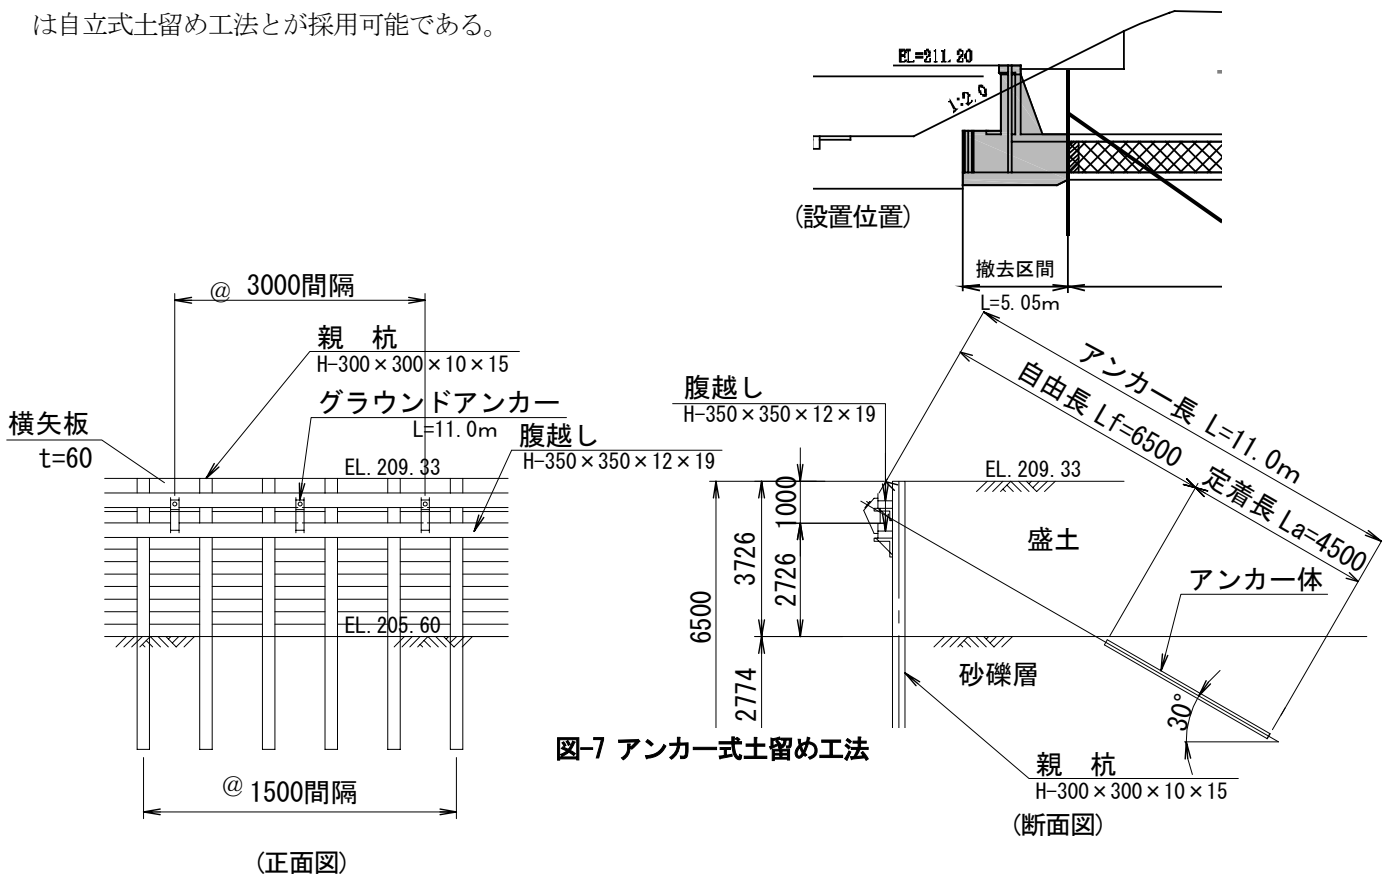 は自立式土留め工法とが採用可能である。
EL=211.20
1:2.0
(設置位置)
撤去区間
L=5.05m
@ 3000間隔
親 杭
H-300×300×10×15
グラウンドアンカー
L=11.0m
横矢板
t=60
腹越し
H-350×350×12×19
EL.209.33
EL.205.60
@ 1500間隔
(正面図)
腹越し
H-350×350×12×19
アンカー長 L=11.0m
自由長 Lf=6500
定着長 La=4500
EL.209.33
1000
3726
2726
6500
2774
盛土
アンカー体
砂礫層
30°
親 杭
H-300×300×10×15
(断面図)
図-7 アンカー式土留め工法